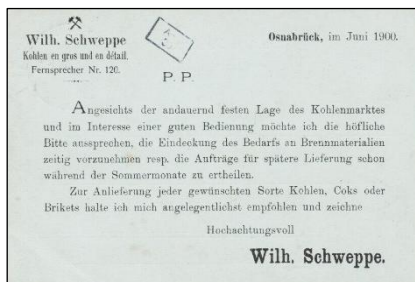 Wilh. Schweppe
Kohlen en gros und en détail.
Fernsprecher Nr. 126.
Osnabrück, im Juni 1900.
P. P.
Angesichts der andauernd festen Lage des Kohlenmarktes
und im Interesse einer guten Bedienung möchte ich die höfliche
Bitte aussprechen, die Eindeckung des Bedarfs an Brennmaterialien
zeitig vorzunehmen resp. die Aufträge für spätere Lieferung schon
während der Sommermonate zu ertheilen.
Zur Anlieferung jeder gewünschten Sorte Kohlen, Coks oder
Brikets halte ich mich angelegentlichst empfohlen und zeichne
Hochachtungsvoll
Wilh. Schweppe.